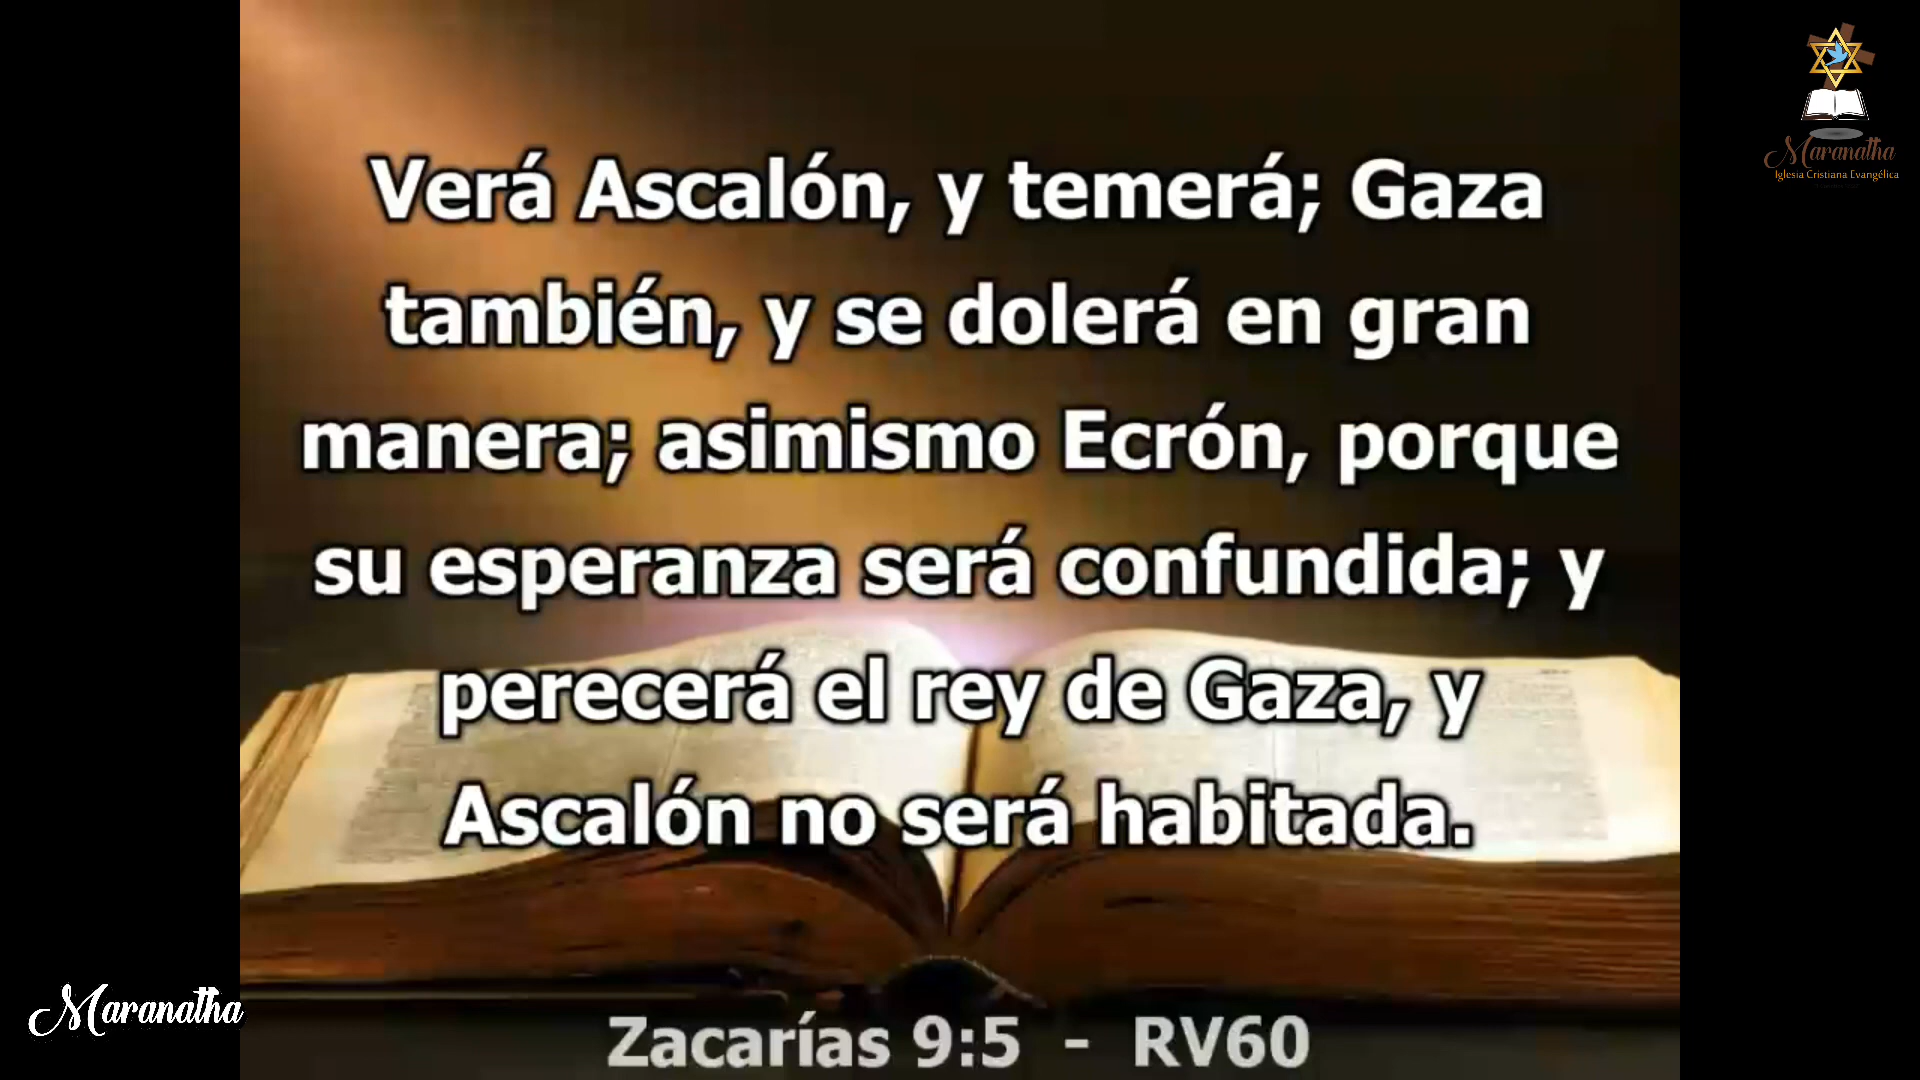 Verá Ascalón, y temerá; Gaza
también, y se dolerá en gran
manera; asimismo Ecrón, porque
su esperanza será confundida; y
perecerá el rey de Gaza, y
Ascalón no será habitada.
Zacarías 9:5 - RV60
Maranatha
Iglesia Cristiana Evangélica
Maranatha